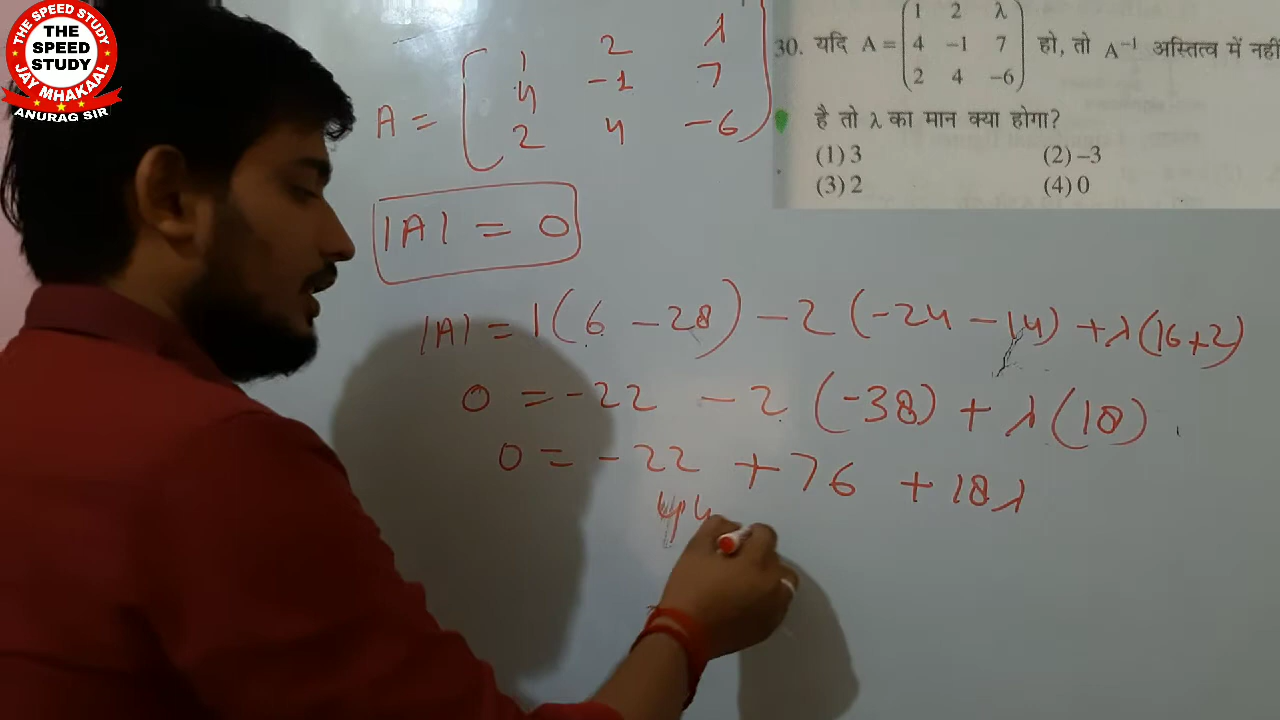 THE SPEED STUDY
THE
SPEED
STUDY
JAY MHAKAAL
ANURAG SIR
30. यदि A = ( 1 2 λ
4 −1 7
2 4 −6 ) हो, तो A⁻¹ अस्तित्व में नहीं
है तो λ का मान क्या होगा?
(1) 3 (2) −3
(3) 2 (4) 0
A = [ 1 2 λ
4 −1 7
2 4 −6 ]
|A| = 0
|A| = 1(6 − 28) − 2(−24 − 14) + λ(16+2)
0 = −22 − 2(−38) + λ(18)
0 = −22 + 76 + 18λ